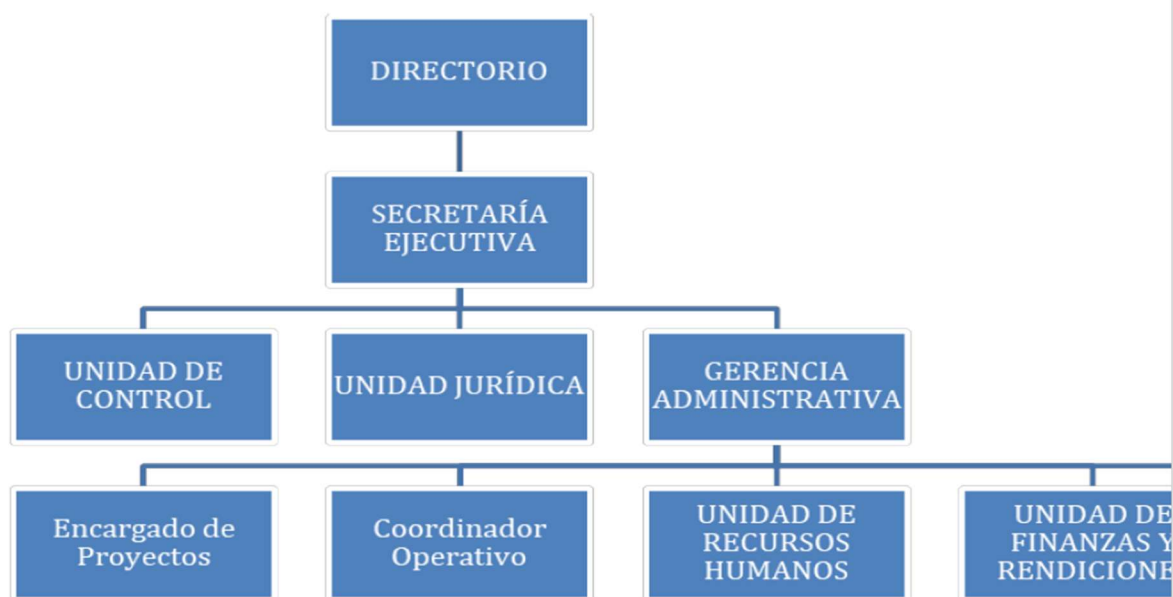 DIRECTORIO
SECRETARÍA
EJECUTIVA
UNIDAD DE
CONTROL
UNIDAD JURÍDICA
GERENCIA
ADMINISTRATIVA
Encargado de
Proyectos
Coordinador
Operativo
UNIDAD DE
RECURSOS
HUMANOS
UNIDAD DE
FINANZAS Y
RENDICIONE